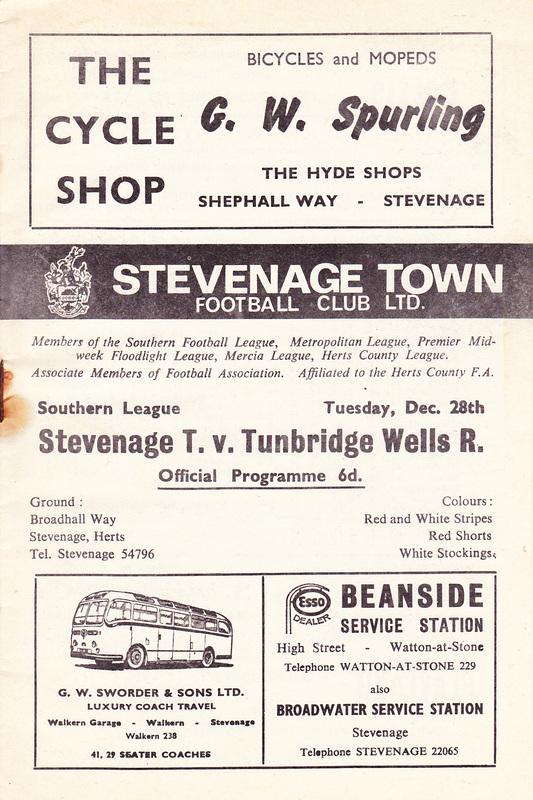 THE
CYCLE
SHOP
BICYCLES and MOPEDS
G. W. Spurling
THE HYDE SHOPS
SHEPHALL WAY - STEVENAGE
STEVENAGE TOWN
FOOTBALL CLUB LTD.
Members of the Southern Football League, Metropolitan League, Premier Mid-
week Floodlight League, Mercia League, Herts County League.
Associate Members of Football Association. Affiliated to the Herts County F.A.
Southern League Tuesday, Dec. 28th
Stevenage T. v. Tunbridge Wells R.
Official Programme 6d.
Ground :
Broadhall Way
Stevenage, Herts
Tel. Stevenage 54796
Colours :
Red and White Stripes
Red Shorts
White Stockings.
G. W. SWORDER & SONS LTD.
LUXURY COACH TRAVEL
Walkern Garage - Walkern - Stevenage
Walkern 238
41, 29 SEATER COACHES
Esso
DEALER
BEANSIDE
SERVICE STATION
High Street - Watton-at-Stone
Telephone WATTON-AT-STONE 229
also
BROADWATER SERVICE STATION
Stevenage
Telephone STEVENAGE 22065